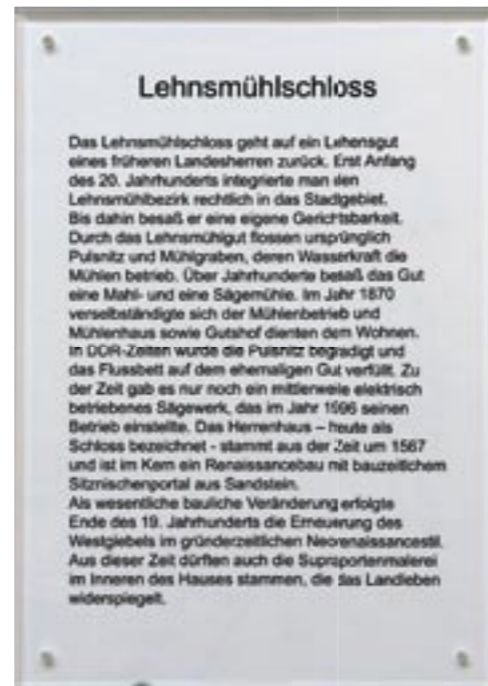 Lehnsmühlschloss
Das Lehnsmühlschloss geht auf ein Lehensgut
eines früheren Landesherren zurück. Erst Anfang
des 20. Jahrhunderts integrierte man den
Lehnsmühlbezirk rechtlich in das Stadtgebiet.
Bis dahin besaß er eine eigene Gerichtsbarkeit.
Durch das Lehnsmühlgut flossen ursprünglich
Pulsnitz und Mühlgraben, deren Wasserkraft die
Mühlen betrieb. Über Jahrhunderte besaß das Gut
eine Mahl- und eine Sägemühle. Im Jahr 1870
verselbständigte sich der Mühlenbetrieb und
Mühlenhaus sowie Gutshof dienten dem Wohnen.
In DDR-Zeiten wurde die Pulsnitz begradigt und
das Flussbett auf dem ehemaligen Gut verfüllt. Zu
der Zeit gab es nur noch ein mittlerweile elektrisch
betriebenes Sägewerk, das im Jahr 1996 seinen
Betrieb einstellte. Das Herrenhaus – heute als
Schloss bezeichnet - stammt aus der Zeit um 1567
und ist im Kern ein Renaissancebau mit bauzeitlichem
Sitznischenportal aus Sandstein.
Als wesentliche bauliche Veränderung erfolgte
Ende des 19. Jahrhunderts die Erneuerung des
Westgiebels im gründerzeitlichen Neorenaissancestil.
Aus dieser Zeit dürften auch die Supraportenmalerei
im Inneren des Hauses stammen, die das Landleben
widerspiegelt.